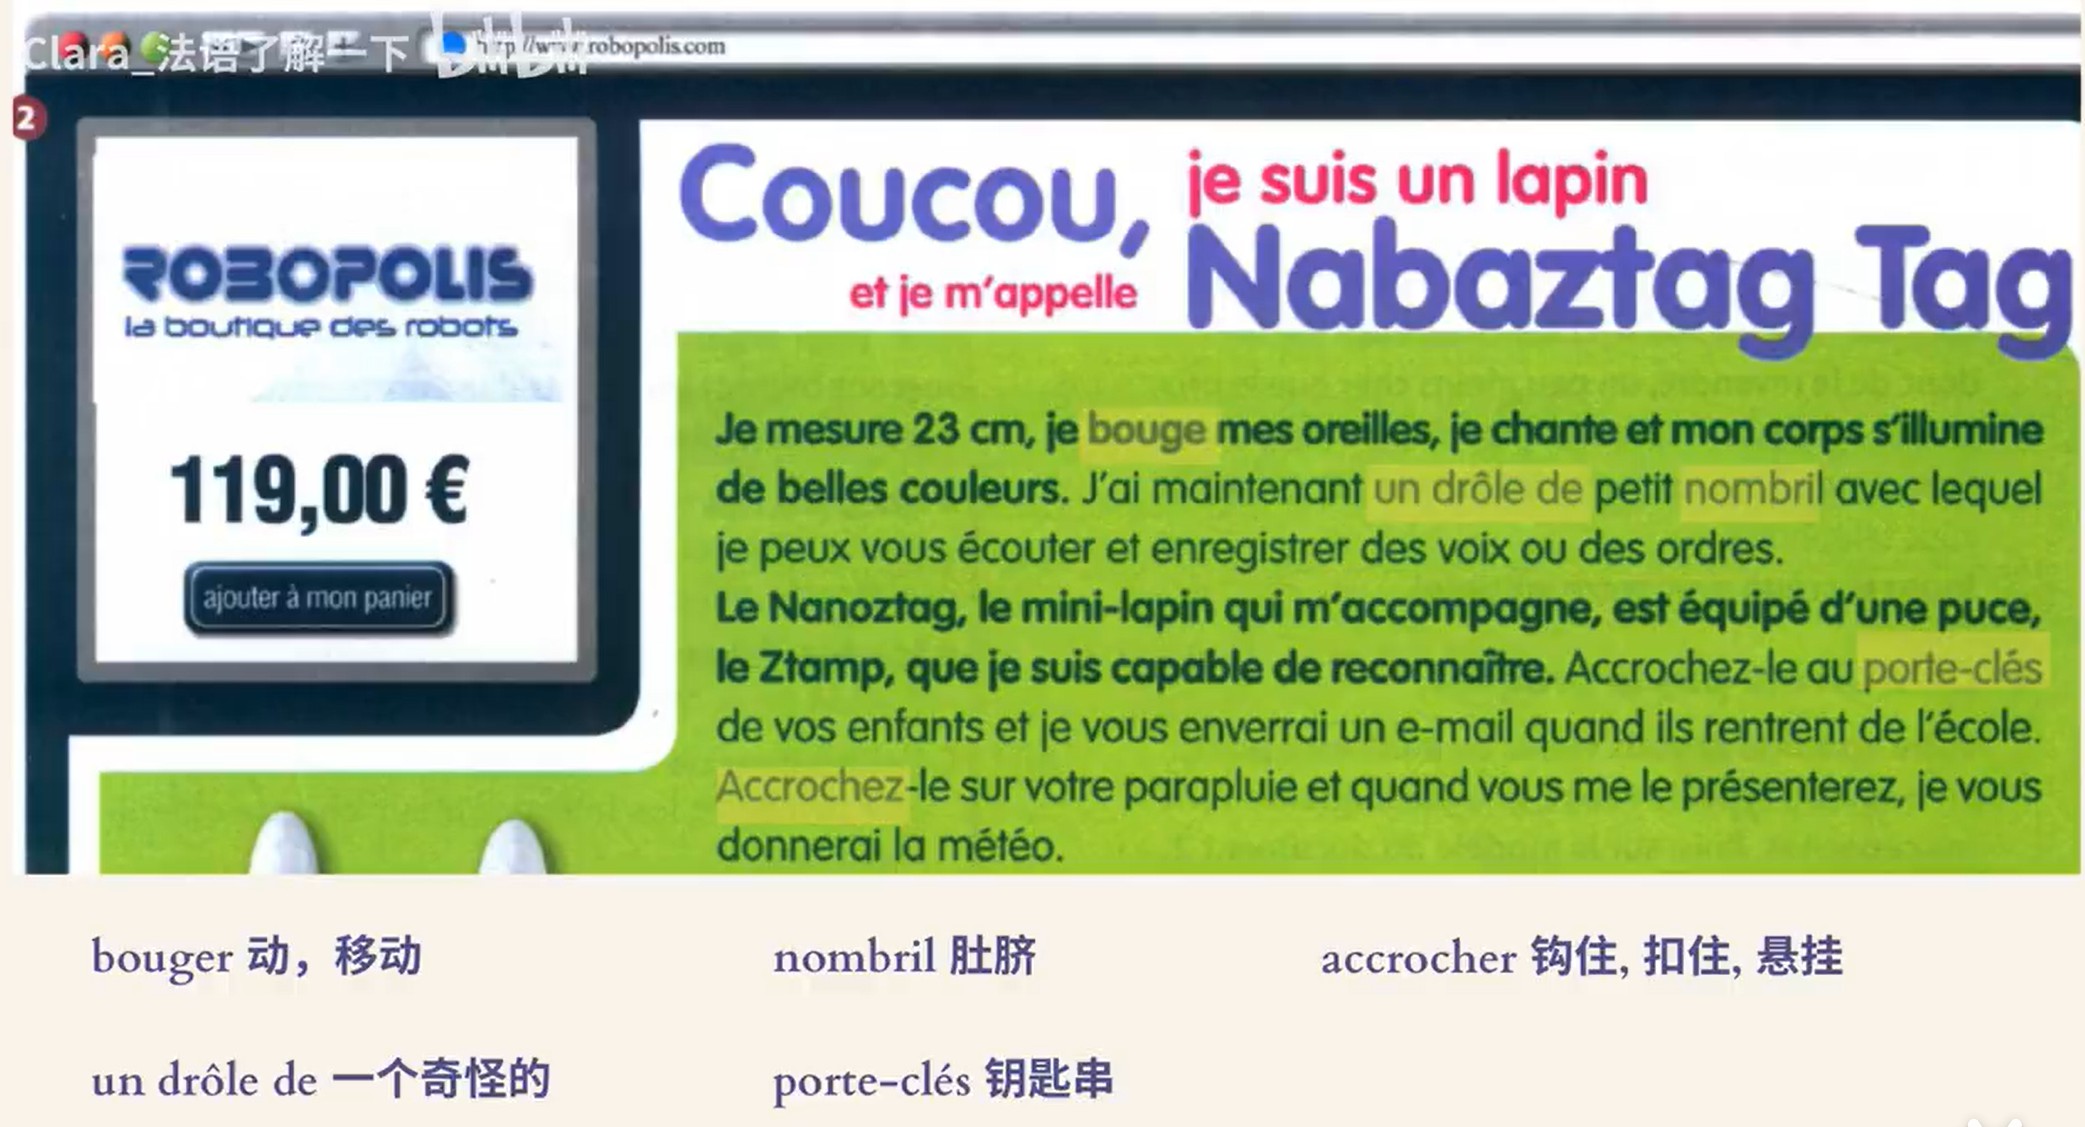 Clara_法语了解一下 bilibili
http://www.robopolis.com
2
ROBOPOLIS
la boutique des robots
119,00 €
ajouter à mon panier
Coucou, je suis un lapin
et je m'appelle Nabaztag Tag
Je mesure 23 cm, je bouge mes oreilles, je chante et mon corps s'illumine
de belles couleurs. J'ai maintenant un drôle de petit nombril avec lequel
je peux vous écouter et enregistrer des voix ou des ordres.
Le Nanoztag, le mini-lapin qui m'accompagne, est équipé d'une puce,
le Ztamp, que je suis capable de reconnaître. Accrochez-le au porte-clés
de vos enfants et je vous enverrai un e-mail quand ils rentrent de l'école.
Accrochez-le sur votre parapluie et quand vous me le présenterez, je vous
donnerai la météo.
bouger 动，移动
nombril 肚脐
accrocher 钩住, 扣住, 悬挂
un drôle de 一个奇怪的
porte-clés 钥匙串